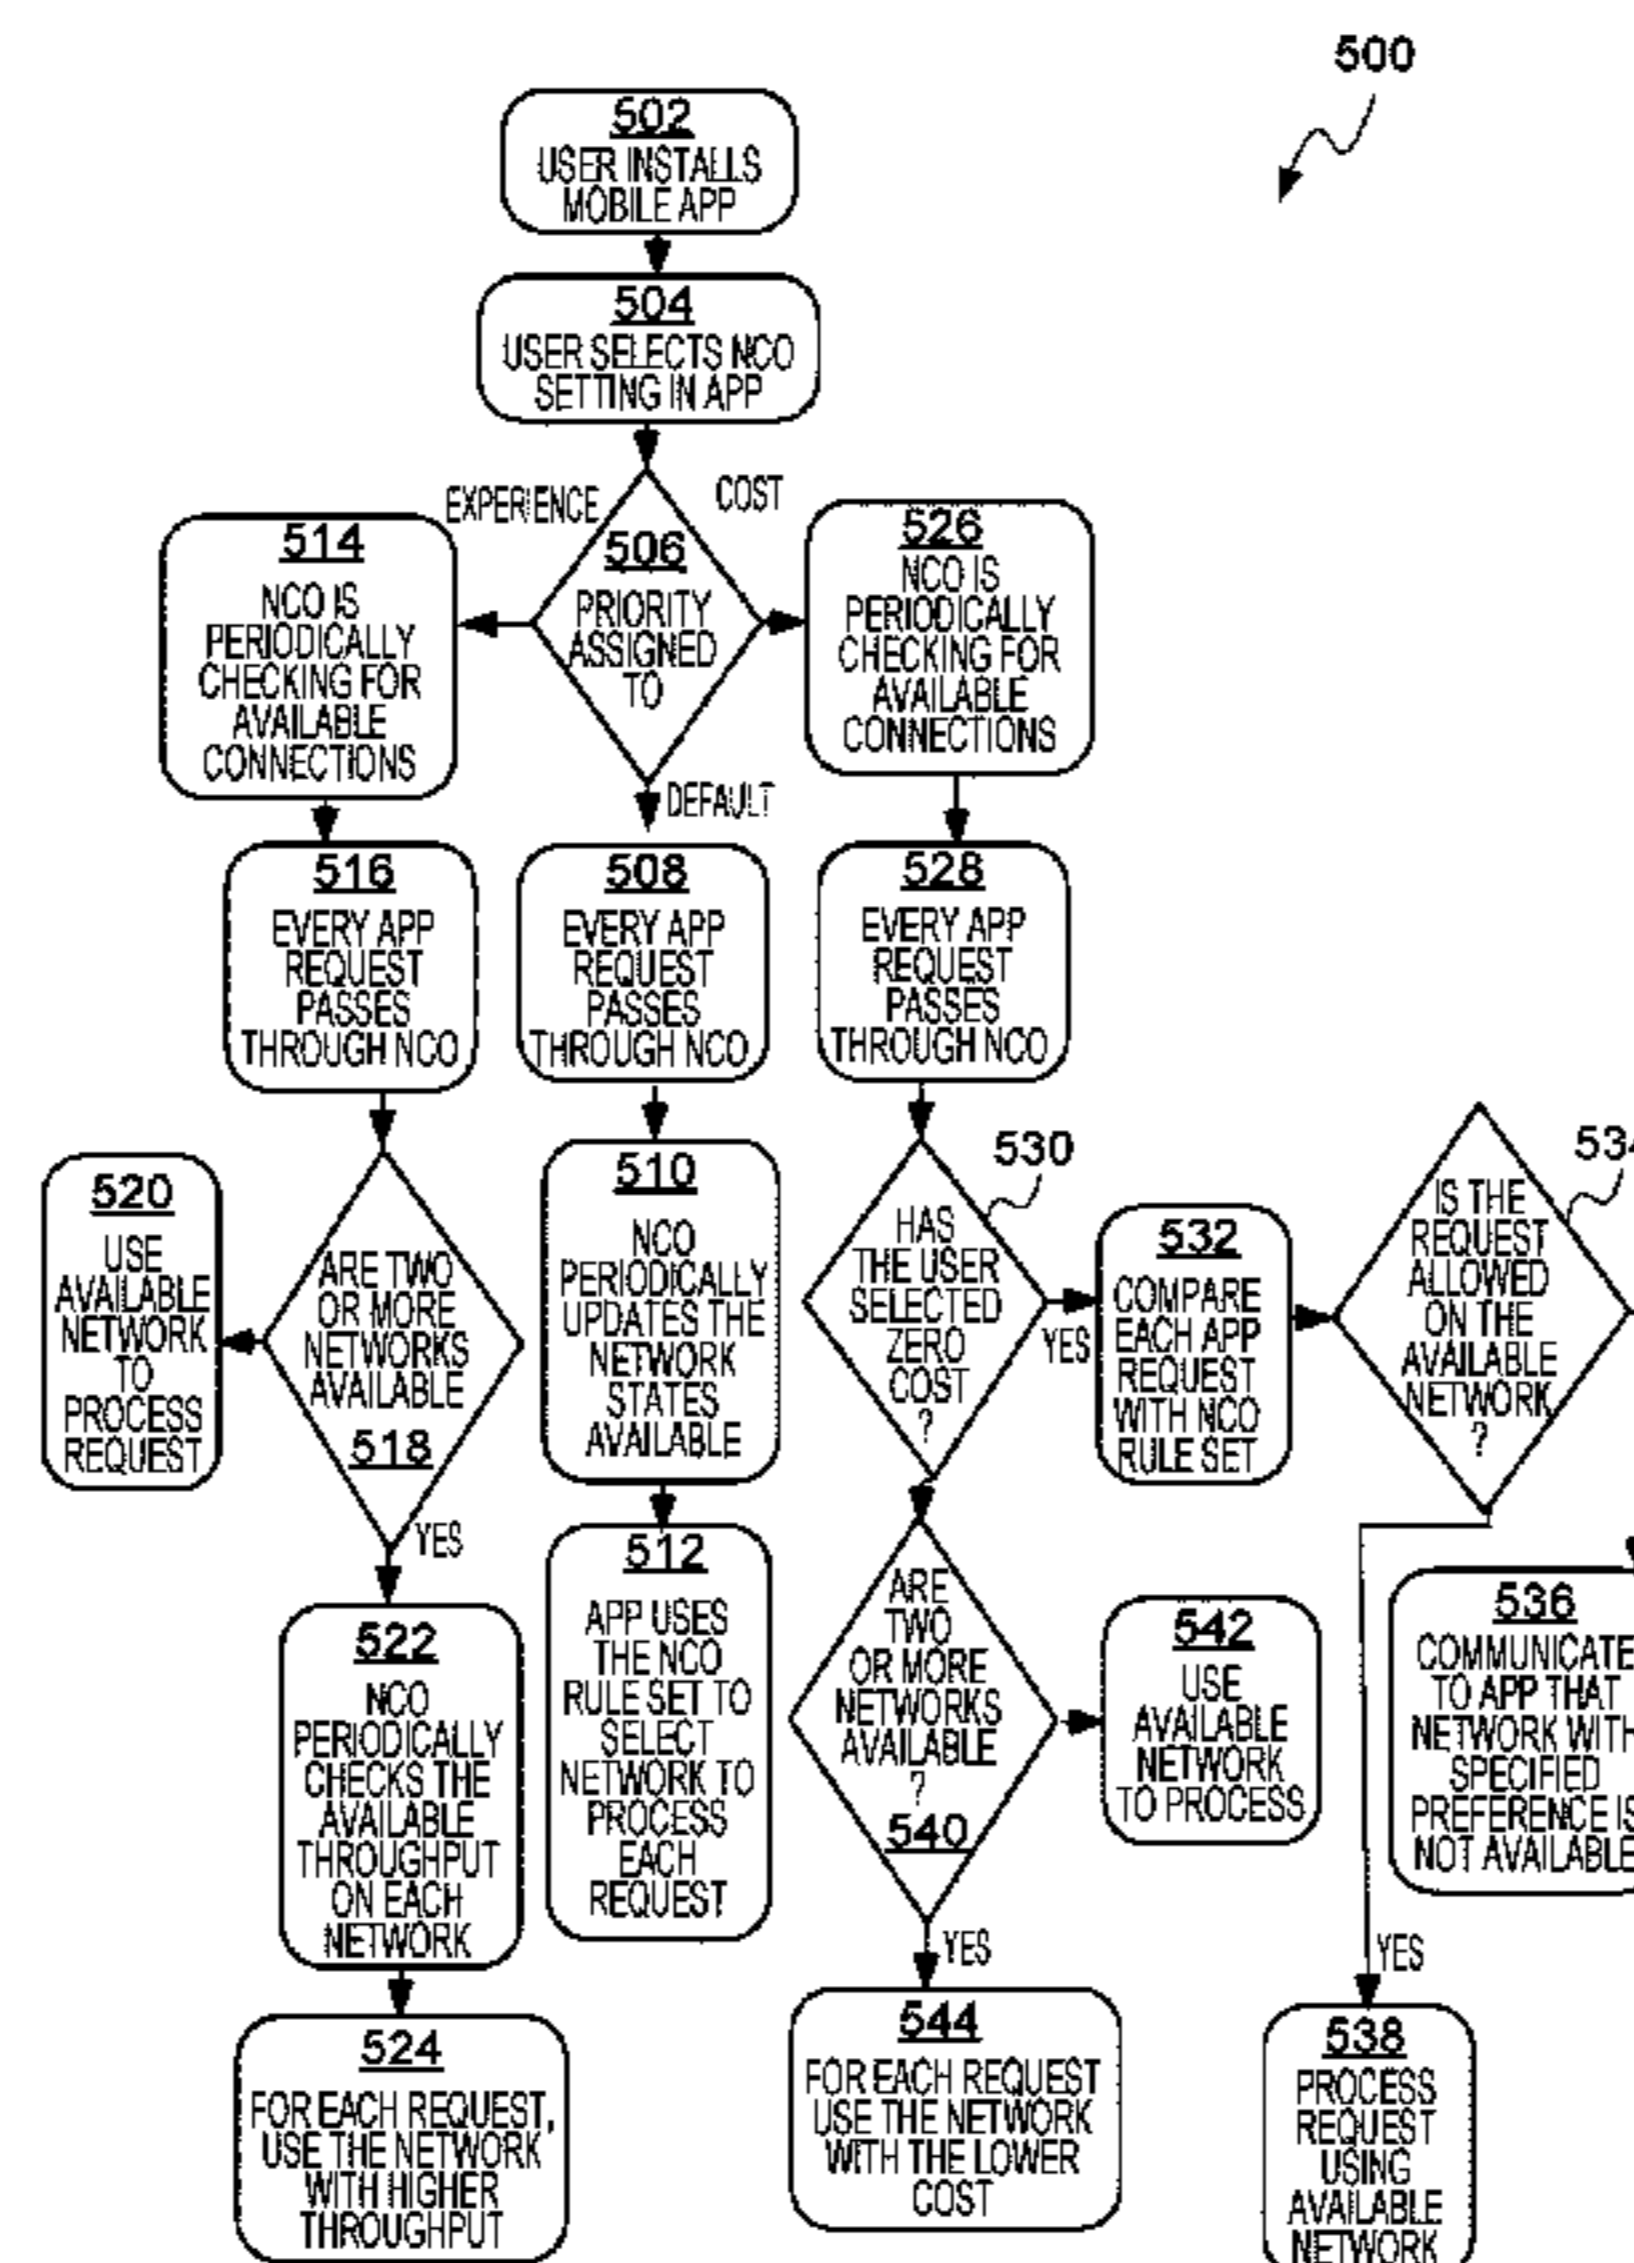 500
502
USER INSTALLS
MOBILE APP
504
USER SELECTS NCO
SETTING IN APP
EXPERIENCE
COST
506
PRIORITY
ASSIGNED
TO
DEFAULT
514
NCO IS
PERIODICALLY
CHECKING FOR
AVAILABLE
CONNECTIONS
526
NCO IS
PERIODICALLY
CHECKING FOR
AVAILABLE
CONNECTIONS
516
EVERY APP
REQUEST
PASSES
THROUGH NCO
508
EVERY APP
REQUEST
PASSES
THROUGH NCO
528
EVERY APP
REQUEST
PASSES
THROUGH NCO
520
USE
AVAILABLE
NETWORK
TO
PROCESS
REQUEST
ARE TWO
OR MORE
NETWORKS
AVAILABLE
518
YES
510
NCO
PERIODICALLY
UPDATES THE
NETWORK
STATES
AVAILABLE
530
HAS
THE USER
SELECTED
ZERO
COST
?
YES
532
COMPARE
EACH APP
REQUEST
WITH NCO
RULE SET
534
IS THE
REQUEST
ALLOWED
ON THE
AVAILABLE
NETWORK
?
522
NCO
PERIODICALLY
CHECKS THE
AVAILABLE
THROUGHPUT
ON EACH
NETWORK
512
APP USES
THE NCO
RULE SET TO
SELECT
NETWORK TO
PROCESS
EACH
REQUEST
ARE
TWO
OR MORE
NETWORKS
AVAILABLE
?
540
YES
542
USE
AVAILABLE
NETWORK
TO PROCESS
536
COMMUNICATE
TO APP THAT
NETWORK WITH
SPECIFIED
PREFERENCE IS
NOT AVAILABLE
YES
524
FOR EACH REQUEST,
USE THE NETWORK
WITH HIGHER
THROUGHPUT
544
FOR EACH REQUEST
USE THE NETWORK
WITH THE LOWER
COST
538
PROCESS
REQUEST
USING
AVAILABLE
NETWORK